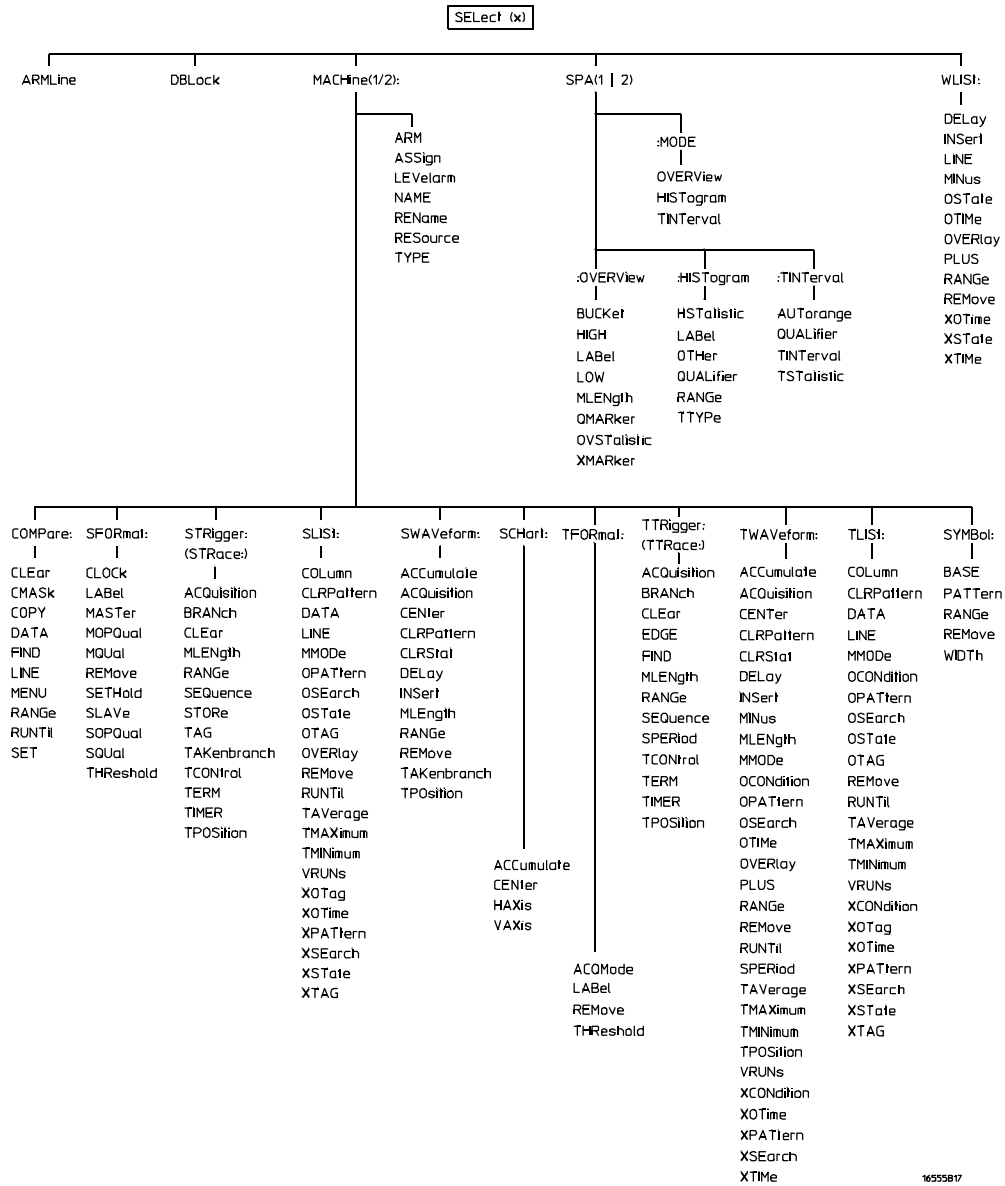 SELect (x)
ARMLine
DBLock
MACHine(1/2):
SPA(1 | 2)
WLISt:
ARM
ASSign
LEVelarm
NAME
REName
RESource
TYPE
:MODE
OVERView
HISTogram
TINTerval
:OVERView
BUCKet
HIGH
LABel
LOW
MLENgth
OMARker
OVSTatistic
XMARker
:HISTogram
HSTatistic
LABel
OTHer
QUALifier
RANGe
TTYPe
:TINTerval
AUTorange
QUALifier
TINTerval
TSTatistic
DELay
INSert
LINE
MINus
OSTate
OTIMe
OVERlay
PLUS
RANGe
REMove
XOTime
XSTate
XTIMe
COMPare:
CLEar
CMASk
COPY
DATA
FIND
LINE
MENU
RANGe
RUNTil
SET
SFORmat:
CLOCk
LABel
MASTer
MOPQual
MQUal
REMove
SETHold
SLAVe
SOPQual
SQUal
THReshold
STRigger:
(STRace:)
ACQuisition
BRANch
CLEar
MLENgth
RANGe
SEQuence
STORe
TAG
TAKenbranch
TCONtrol
TERM
TIMER
TPOSition
SLISt:
COLumn
CLRPattern
DATA
LINE
MMODe
OPATtern
OSEarch
OSTate
OTAG
OVERlay
REMove
RUNTil
TAVerage
TMAXimum
TMINimum
VRUNs
XOTag
XOTime
XPATtern
XSEarch
XSTate
XTAG
SWAVeform:
ACCumulate
ACQuisition
CENter
CLRPattern
CLRStat
DELay
INSert
MLEngth
RANGe
REMove
TAKenbranch
TPOsition
SCHart:
ACCumulate
CENter
HAXis
VAXis
TFORmat:
ACQMode
LABel
REMove
THReshold
TTRigger:
(TTRace:)
ACQuisition
BRANch
CLEar
EDGE
FIND
MLENgth
RANGe
SEQuence
SPERiod
TCONtrol
TERM
TIMER
TPOSition
TWAVeform:
ACCumulate
ACQuisition
CENTer
CLRPattern
CLRStat
DELay
INSert
MINus
MLENgth
MMODe
OCONdition
OPATtern
OSEarch
OTIMe
OVERlay
PLUS
RANGe
REMove
RUNTil
SPERiod
TAVerage
TMAXimum
TMINimum
TPOSition
VRUNs
XCONdition
XOTime
XPATtern
XSEarch
XTIMe
TLISt:
COLumn
CLRPattern
DATA
LINE
MMODe
OCONdition
OPATtern
OSEarch
OSTate
OTAG
REMove
RUNTil
TAVerage
TMAXimum
TMINimum
VRUNs
XCONdition
XOTag
XOTime
XPATtern
XSEarch
XSTate
XTAG
SYMBol:
BASE
PATTern
RANGe
REMove
WIDTh
16555B17